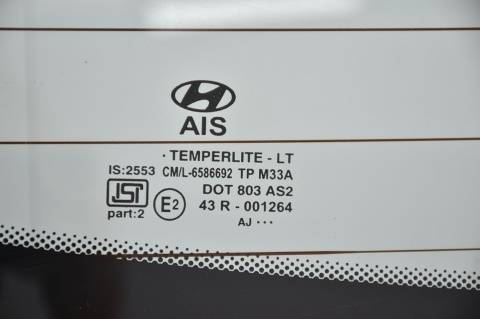 AIS
· TEMPERLITE - LT
IS:2553 CM/L-6586692 TP M33A
ISI DOT 803 AS2
part:2 E2 43 R - 001264
AJ ···